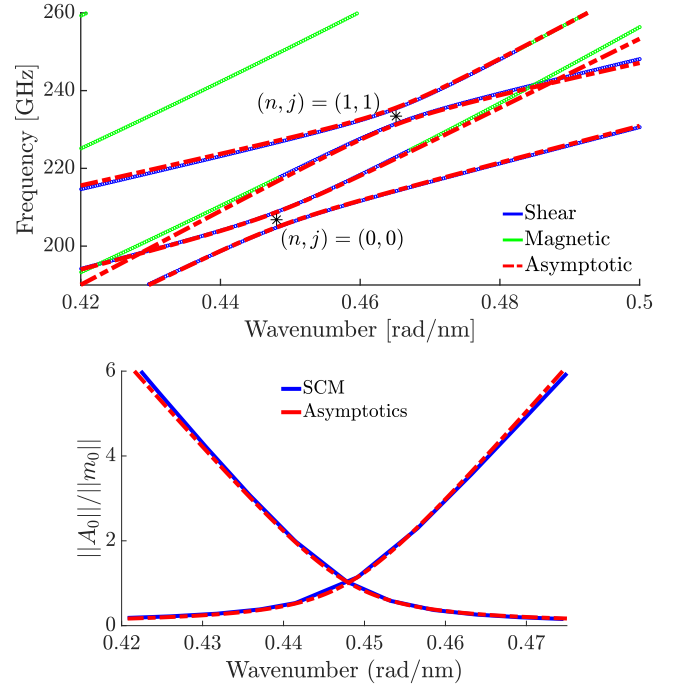 260
240
220
200
Frequency [GHz]
(n, j) = (1, 1)
(n, j) = (0, 0)
Shear
Magnetic
Asymptotic
0.42 0.44 0.46 0.48 0.5
Wavenumber [rad/nm]
6
4
2
0
||A₀||/||m₀||
SCM
Asymptotics
0.42 0.43 0.44 0.45 0.46 0.47
Wavenumber (rad/nm)